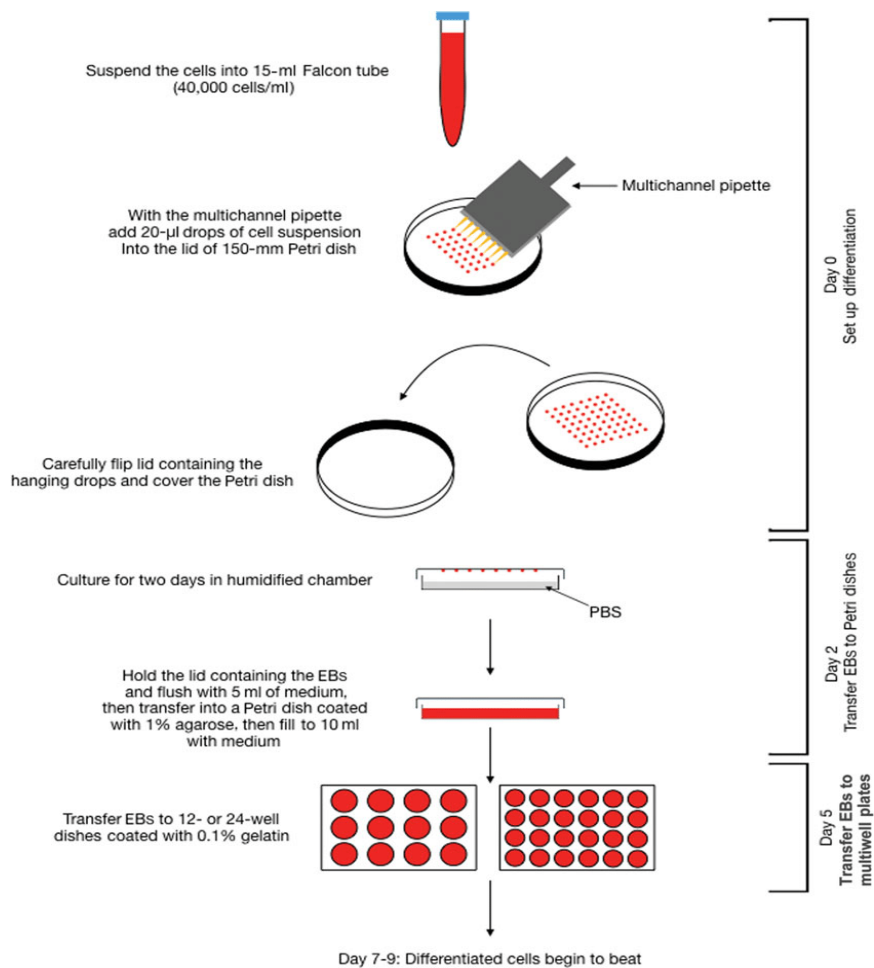 Suspend the cells into 15-ml Falcon tube
(40,000 cells/ml)
Multichannel pipette
With the multichannel pipette
add 20-µl drops of cell suspension
Into the lid of 150-mm Petri dish
Day 0
Set up differentiation
Carefully flip lid containing the
hanging drops and cover the Petri dish
Culture for two days in humidified chamber
PBS
Hold the lid containing the EBs
and flush with 5 ml of medium,
then transfer into a Petri dish coated
with 1% agarose, then fill to 10 ml
with medium
Day 2
Transfer EBs to Petri dishes
Transfer EBs to 12- or 24-well
dishes coated with 0.1% gelatin
Day 5
Transfer EBs to
multiwell plates
Day 7-9: Differentiated cells begin to beat